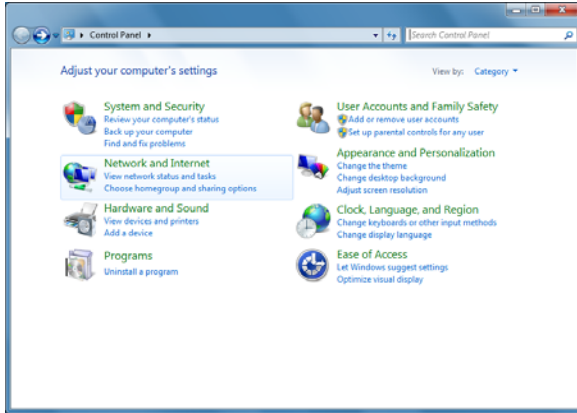 Control Panel
Search Control Panel
Adjust your computer's settings
View by: Category
System and Security
Review your computer's status
Back up your computer
Find and fix problems
Network and Internet
View network status and tasks
Choose homegroup and sharing options
Hardware and Sound
View devices and printers
Add a device
Programs
Uninstall a program
User Accounts and Family Safety
Add or remove user accounts
Set up parental controls for any user
Appearance and Personalization
Change the theme
Change desktop background
Adjust screen resolution
Clock, Language, and Region
Change keyboards or other input methods
Change display language
Ease of Access
Let Windows suggest settings
Optimize visual display